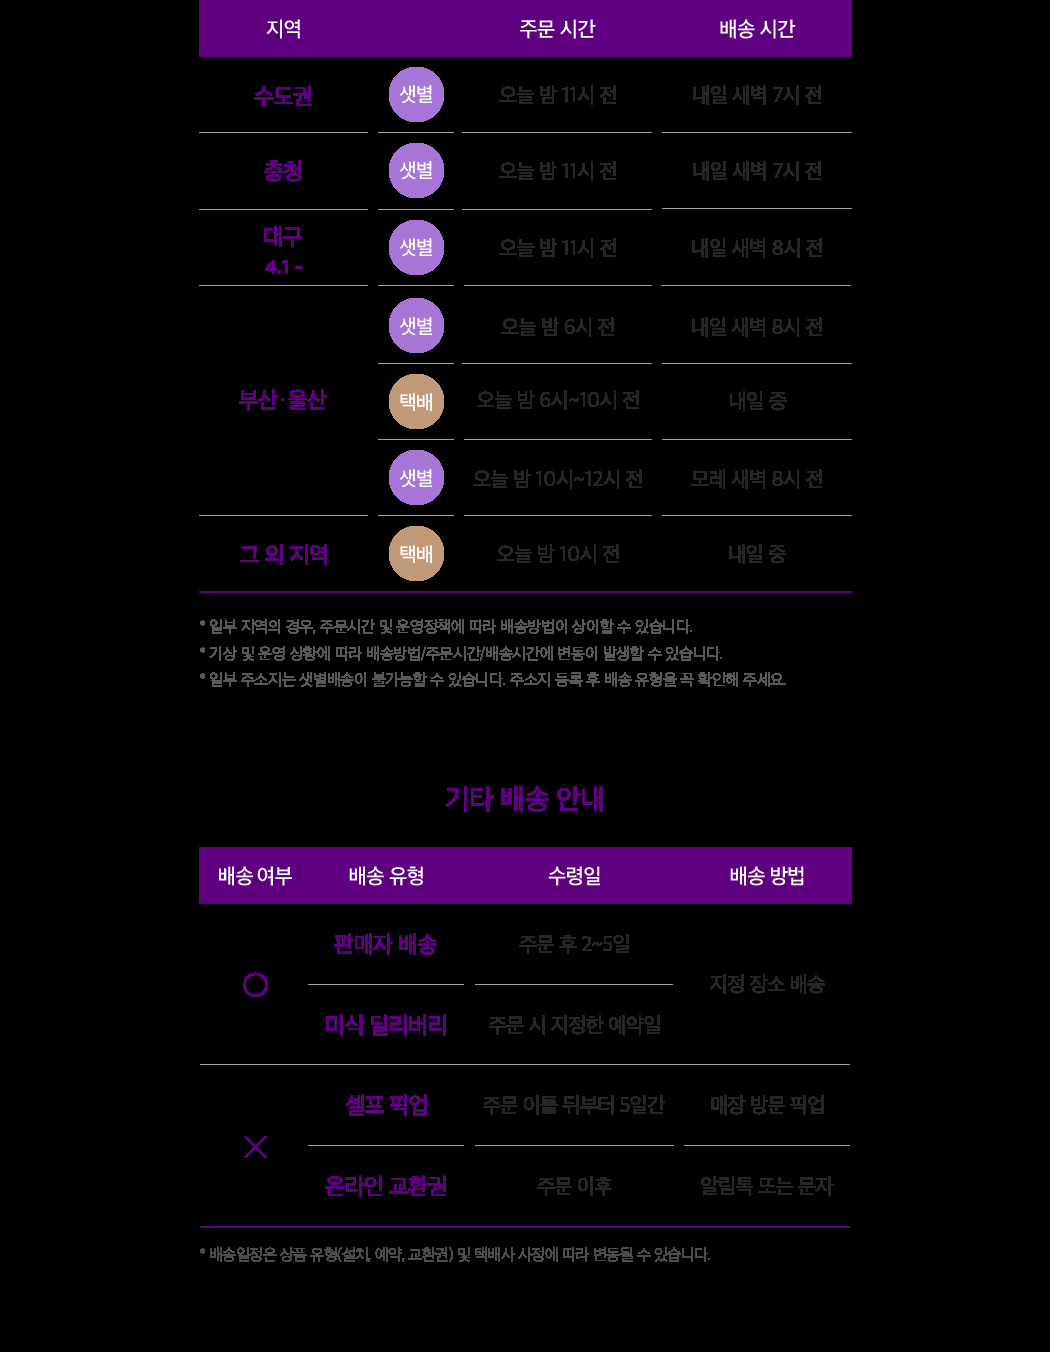 지역 주문 시간 배송 시간
수도권 샛별 오늘 밤 11시 전 내일 새벽 7시 전
충청 샛별 오늘 밤 11시 전 내일 새벽 7시 전
대구
4.1 ~ 샛별 오늘 밤 11시 전 내일 새벽 8시 전
샛별 오늘 밤 6시 전 내일 새벽 8시 전
부산·울산 택배 오늘 밤 6시~10시 전 내일 중
샛별 오늘 밤 10시~12시 전 모레 새벽 8시 전
그 외 지역 택배 오늘 밤 10시 전 내일 중
* 일부 지역의 경우, 주문시간 및 운영정책에 따라 배송방법이 상이할 수 있습니다.
* 기상 및 운영 상황에 따라 배송방법/주문시간/배송시간에 변동이 발생할 수 있습니다.
* 일부 주소지는 샛별배송이 불가능할 수 있습니다. 주소지 등록 후 배송 유형을 꼭 확인해 주세요.
기타 배송 안내
배송 여부 배송 유형 수령일 배송 방법
판매자 배송 주문 후 2~5일
지정 장소 배송
미식 딜리버리 주문 시 지정한 예약일
셀프 픽업 주문 이틀 뒤부터 5일간 매장 방문 픽업
온라인 교환권 주문 이후 알림톡 또는 문자
* 배송일정은 상품 유형(설치, 예약, 교환권) 및 택배사 사정에 따라 변동될 수 있습니다.